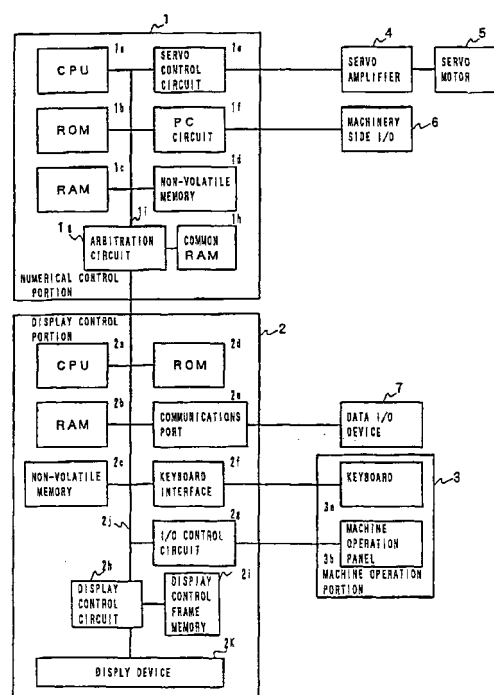 1
1a
CPU
1e
SERVO
CONTROL
CIRCUIT
4
SERVO
AMPLIFIER
5
SERVO
MOTOR
1b
ROM
1f
PC
CIRCUIT
MACHINERY
SIDE I/O
6
1c
RAM
1d
NON-VOLATILE
MEMORY
1i
1g
ARBITRATION
CIRCUIT
1h
COMMON
RAM
NUMERICAL CONTROL
PORTION
DISPLAY CONTROL
PORTION
2
2a
CPU
2d
ROM
2b
RAM
2e
COMMUNICATIONS
PORT
7
DATA I/O
DEVICE
2c
NON-VOLATILE
MEMORY
2f
KEYBOARD
INTERFACE
KEYBOARD
3a
3
2j
2g
I/O CONTROL
CIRCUIT
MACHINE
OPERATION
PANEL
3b
MACHINE OPERATION
PORTION
2h
DISPLAY
CONTROL
CIRCUIT
2i
DISPLAY
CONTROL
FRAME
MEMORY
2K
DISPLY DEVICE